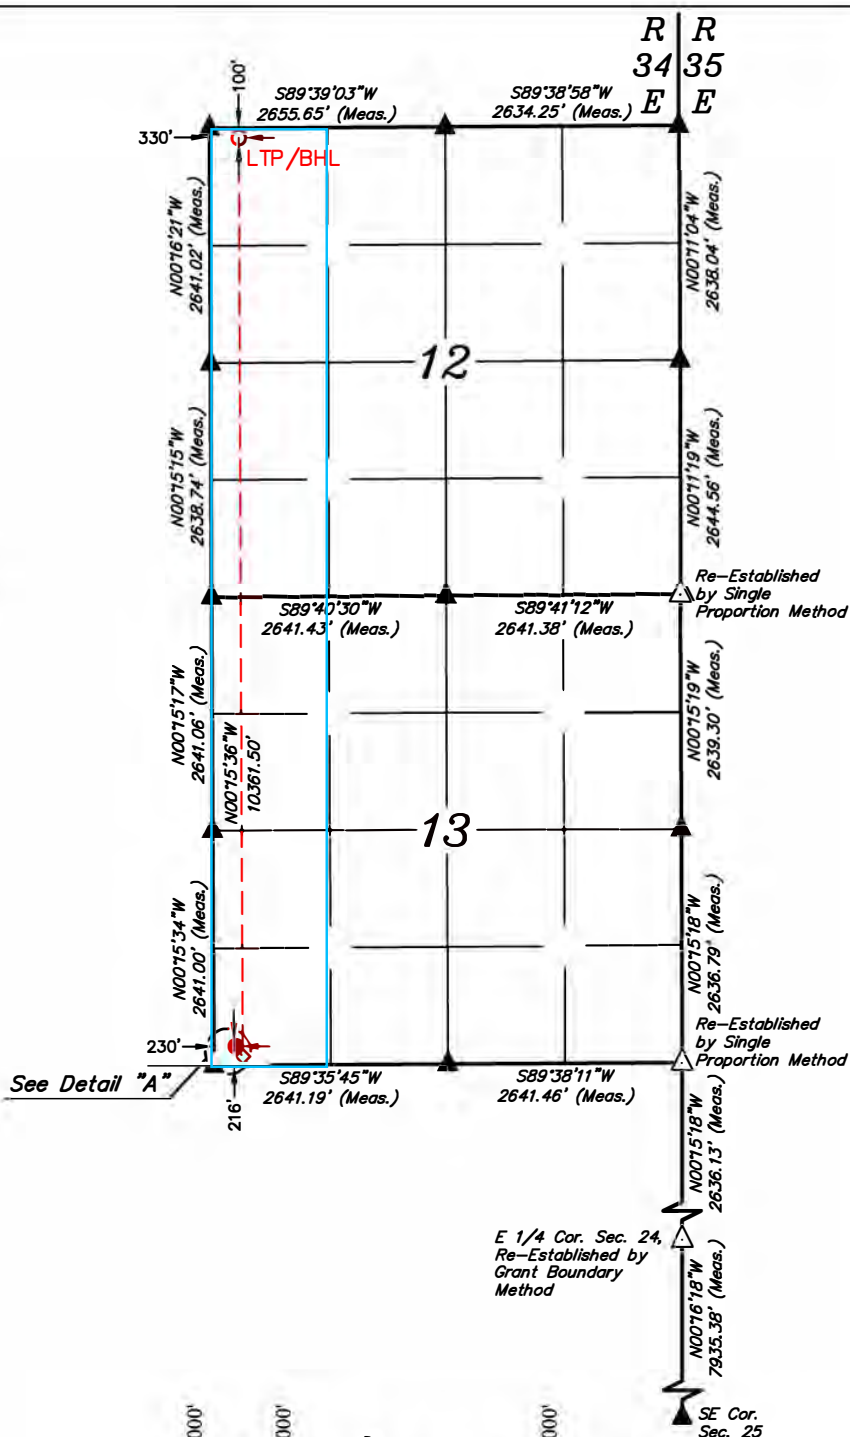 R R
34 35
E E
100'
S89°39'03"W
2655.65' (Meas.)
S89°38'58"W
2634.25' (Meas.)
330'
LTP/BHL
N00°16'21"W
2641.02' (Meas.)
N00°11'04"W
2638.04' (Meas.)
12
N00°15'15"W
2638.74' (Meas.)
N00°11'19"W
2644.56' (Meas.)
Re-Established
by Single
Proportion Method
S89°40'30"W
2641.43' (Meas.)
S89°41'12"W
2641.38' (Meas.)
N00°15'17"W
2641.06' (Meas.)
N00°15'36"W
10361.50'
N00°15'19"W
2639.30' (Meas.)
13
N00°15'34"W
2641.00' (Meas.)
N00°15'18"W
2636.79' (Meas.)
230'
Re-Established
by Single
Proportion Method
See Detail "A"
216'
S89°35'45"W
2641.19' (Meas.)
S89°38'11"W
2641.46' (Meas.)
N00°15'18"W
2636.13' (Meas.)
E 1/4 Cor. Sec. 24,
Re-Established by
Grant Boundary
Method
N00°16'18"W
7935.38' (Meas.)
SE Cor.
Sec. 25